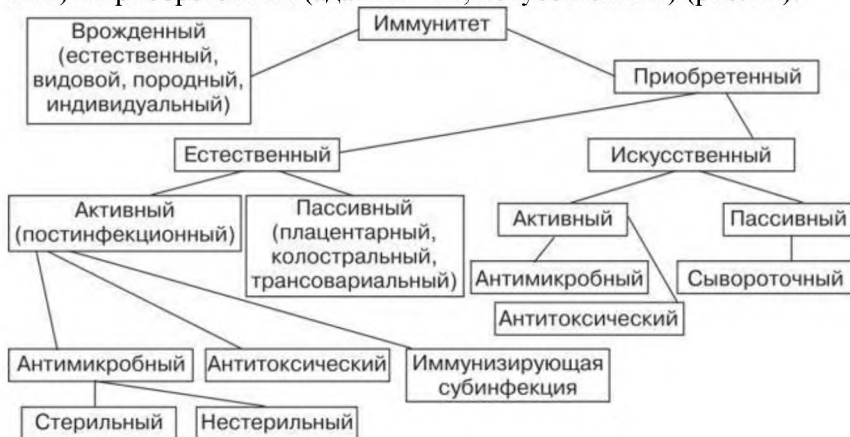 Иммунитет
Врожденный
(естественный,
видовой, породный,
индивидуальный)
Приобретенный
Естественный
Искусственный
Активный
(постинфекционный)
Пассивный
(плацентарный,
колостральный,
трансовариальный)
Активный
Пассивный
Антимикробный
Сывороточный
Антитоксический
Антимикробный
Антитоксический
Иммунизирующая
субинфекция
Стерильный
Нестерильный